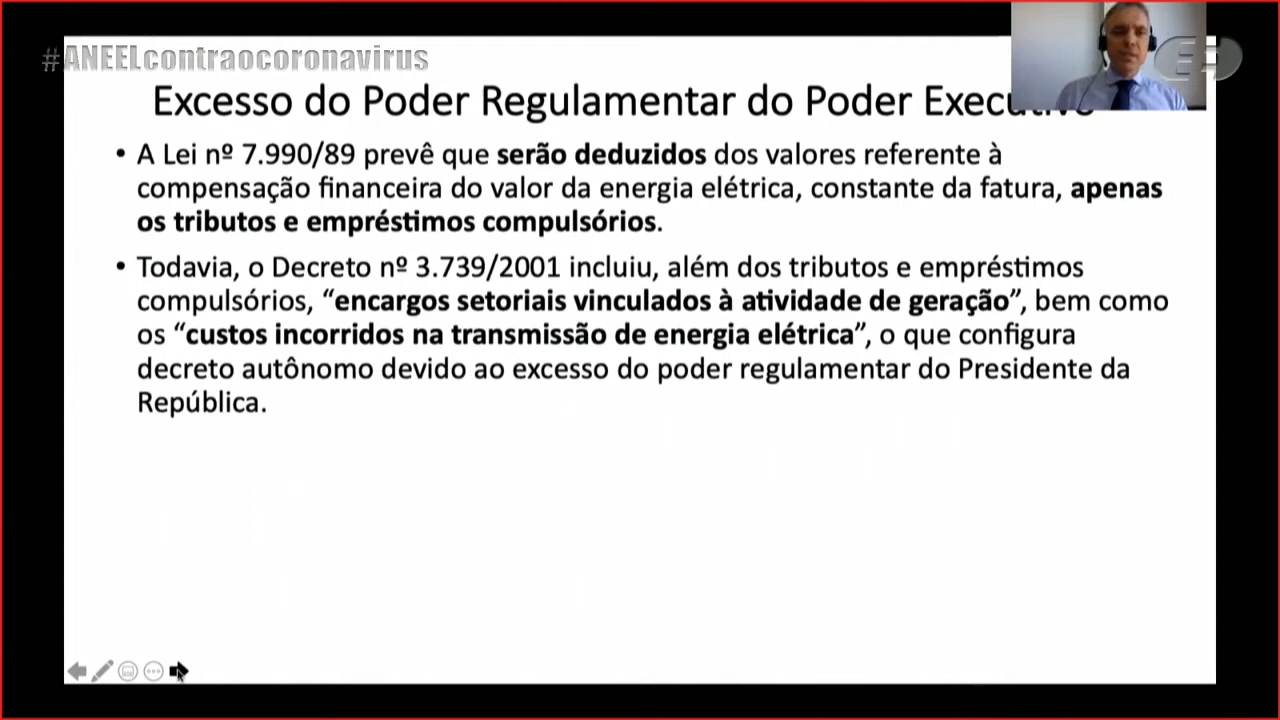 #ANEELcontraocoronavirus
Excesso do Poder Regulamentar do Poder Executivo
• A Lei nº 7.990/89 prevê que serão deduzidos dos valores referente à
compensação financeira do valor da energia elétrica, constante da fatura, apenas
os tributos e empréstimos compulsórios.
• Todavia, o Decreto nº 3.739/2001 incluiu, além dos tributos e empréstimos
compulsórios, “encargos setoriais vinculados à atividade de geração”, bem como
os “custos incorridos na transmissão de energia elétrica”, o que configura
decreto autônomo devido ao excesso do poder regulamentar do Presidente da
República.